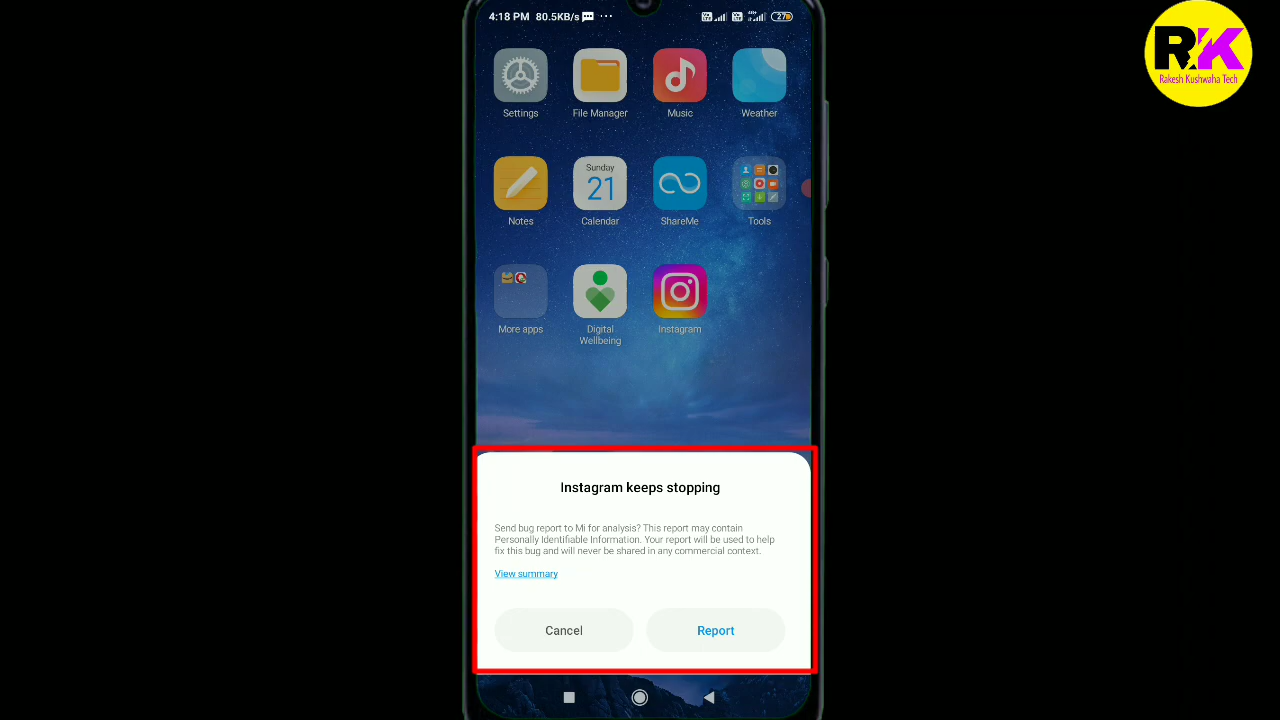 4:18 PM 80.5KB/s ...
27
RK
Rakesh Kushwaha Tech
Settings
File Manager
Music
Weather
Sunday
21
Notes
Calendar
ShareMe
Tools
More apps
Digital
Wellbeing
Instagram
Instagram keeps stopping
Send bug report to Mi for analysis? This report may contain
Personally Identifiable Information. Your report will be used to help
fix this bug and will never be shared in any commercial context.
View summary
Cancel
Report